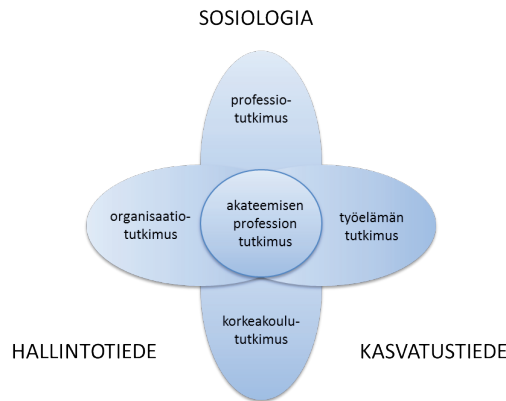 SOSIOLOGIA
professio-
tutkimus
organisaatio-
tutkimus
akateemisen
profession
tutkimus
työelämän
tutkimus
korkeakoulu-
tutkimus
HALLINTOTIEDE
KASVATUSTIEDE